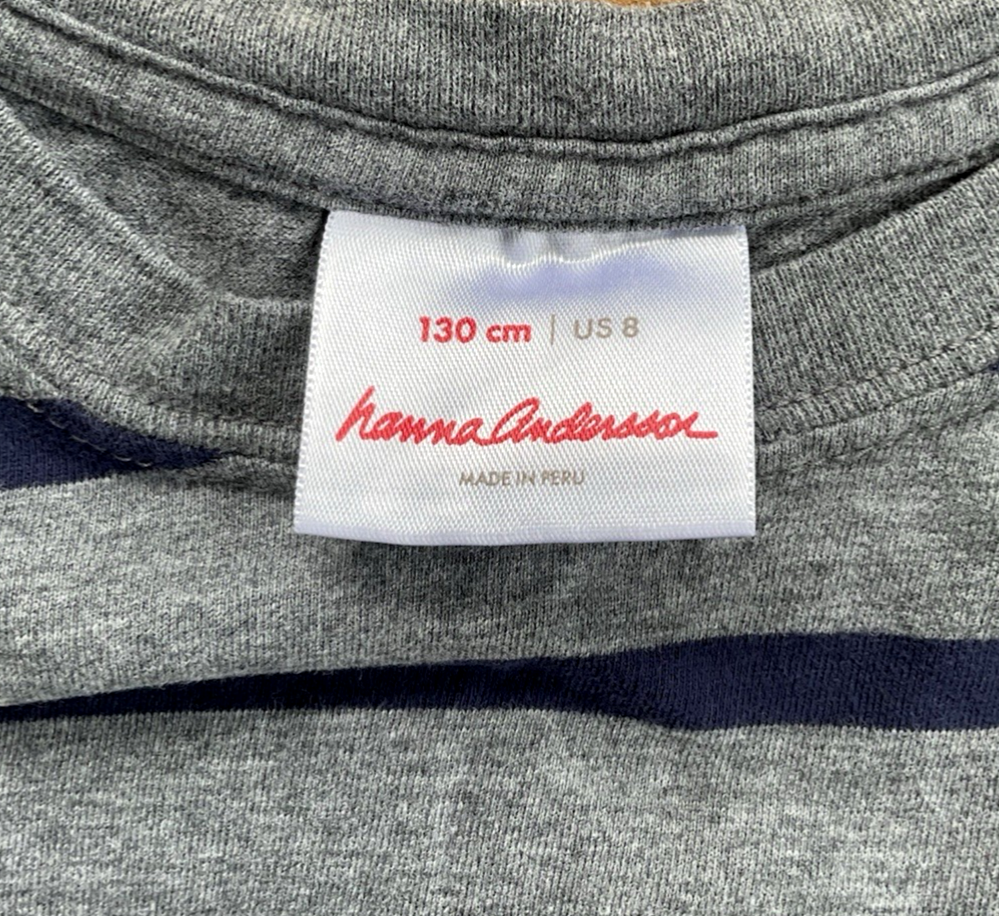 130 cm | US 8
hanna Andersson
MADE IN PERU